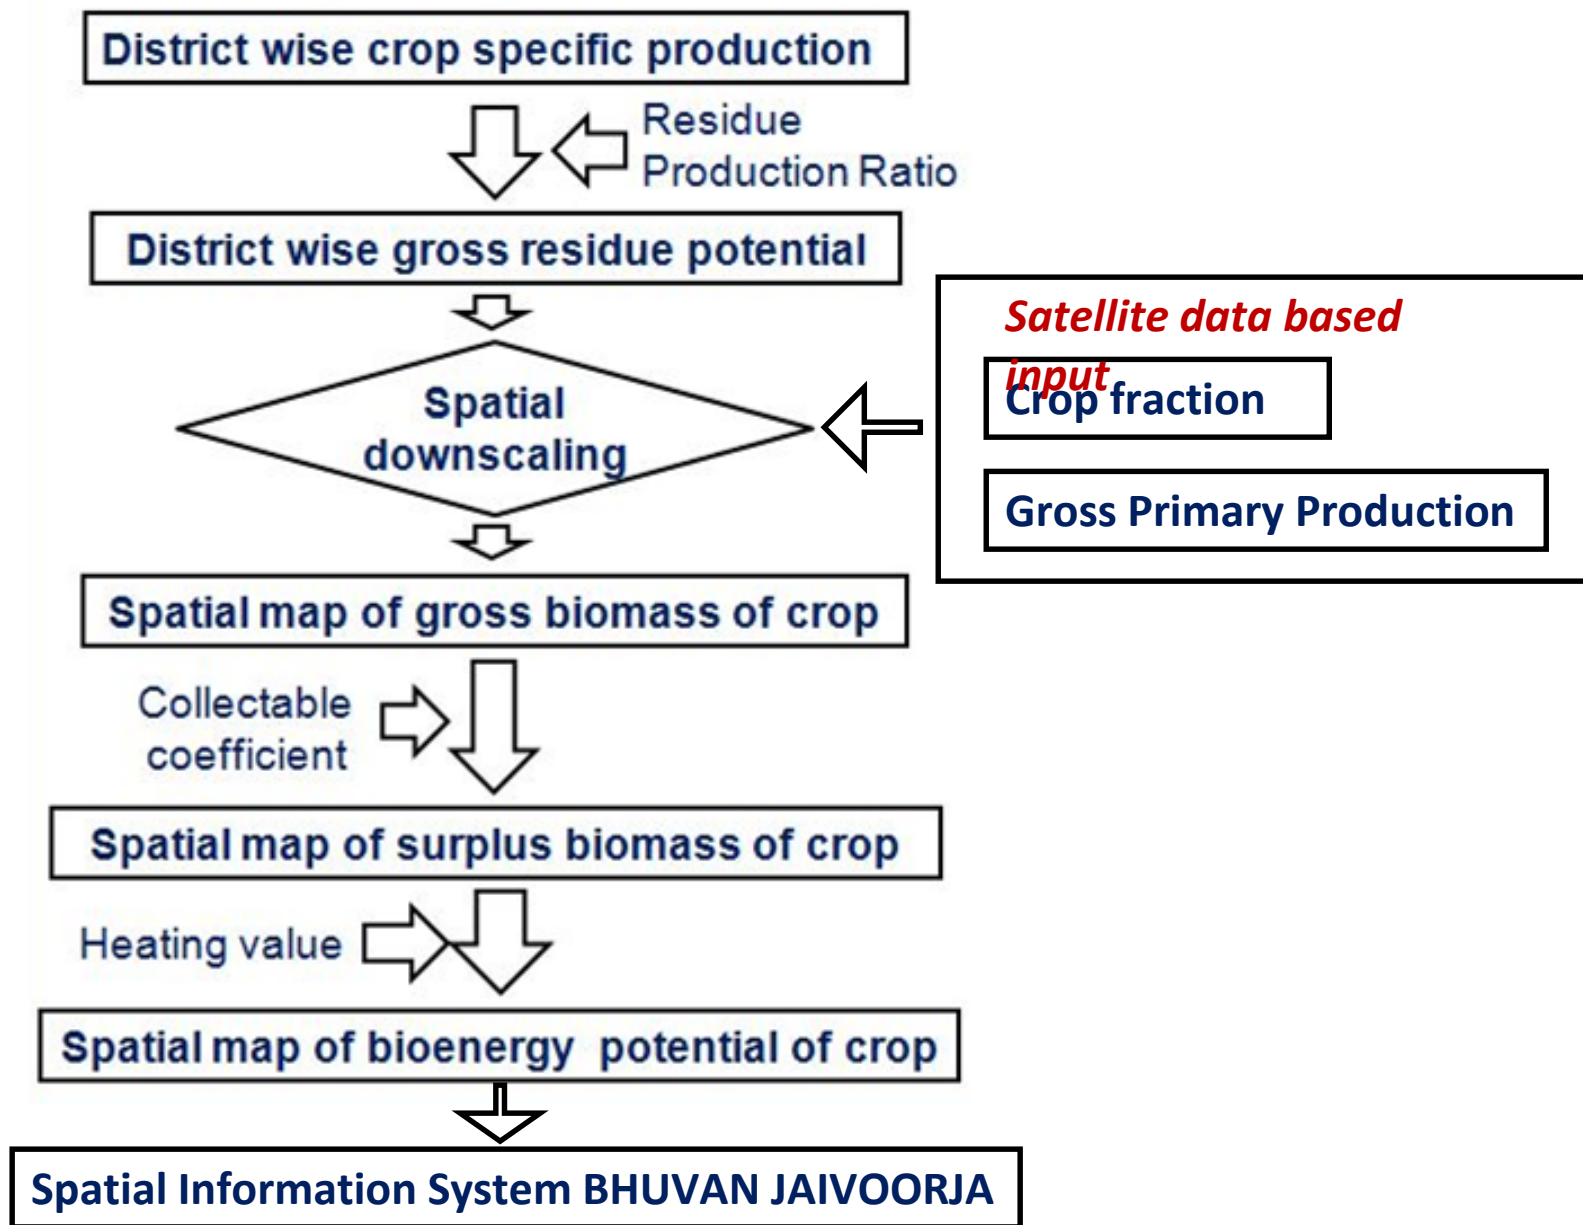 District wise crop specific production
Residue
Production Ratio
District wise gross residue potential
Satellite data based
input
Crop fraction
Gross Primary Production
Spatial
downscaling
Spatial map of gross biomass of crop
Collectable
coefficient
Spatial map of surplus biomass of crop
Heating value
Spatial map of bioenergy potential of crop
Spatial Information System BHUVAN JAIVOORJA